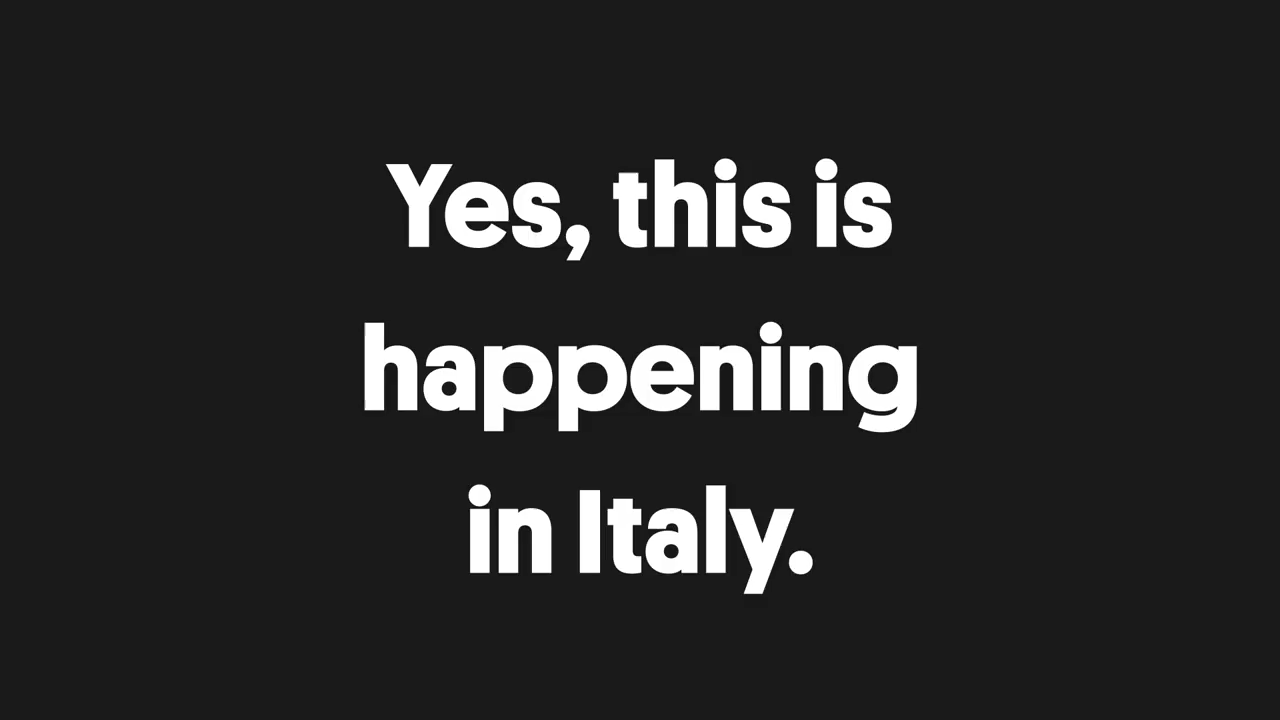 Yes, this is
happening
in Italy.